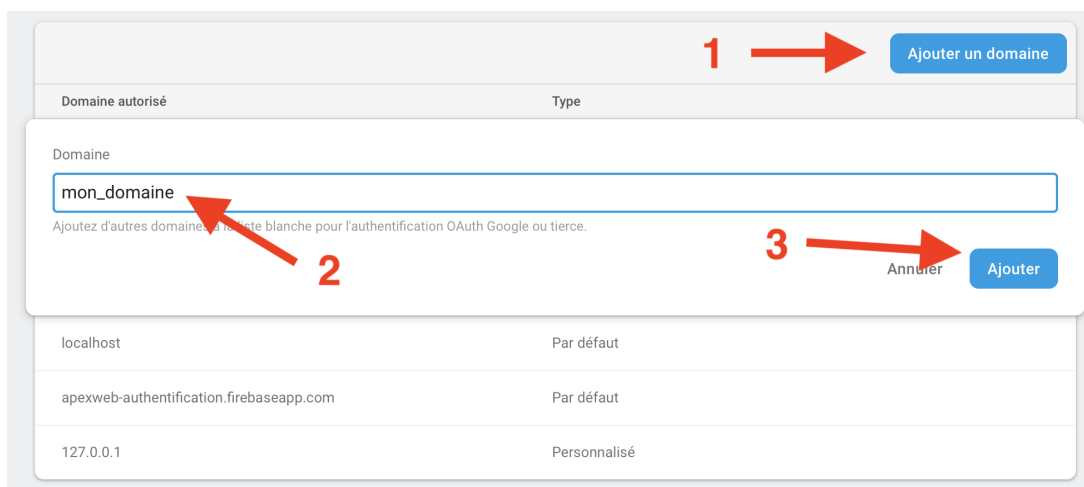 1 Ajouter un domaine
Domaine autorisé Type
Domaine
mon_domaine
Ajoutez d'autres domaines à la liste blanche pour l'authentification OAuth Google ou tierce.
2
3
Annuler Ajouter
localhost Par défaut
apexweb-authentification.firebaseapp.com Par défaut
127.0.0.1 Personnalisé